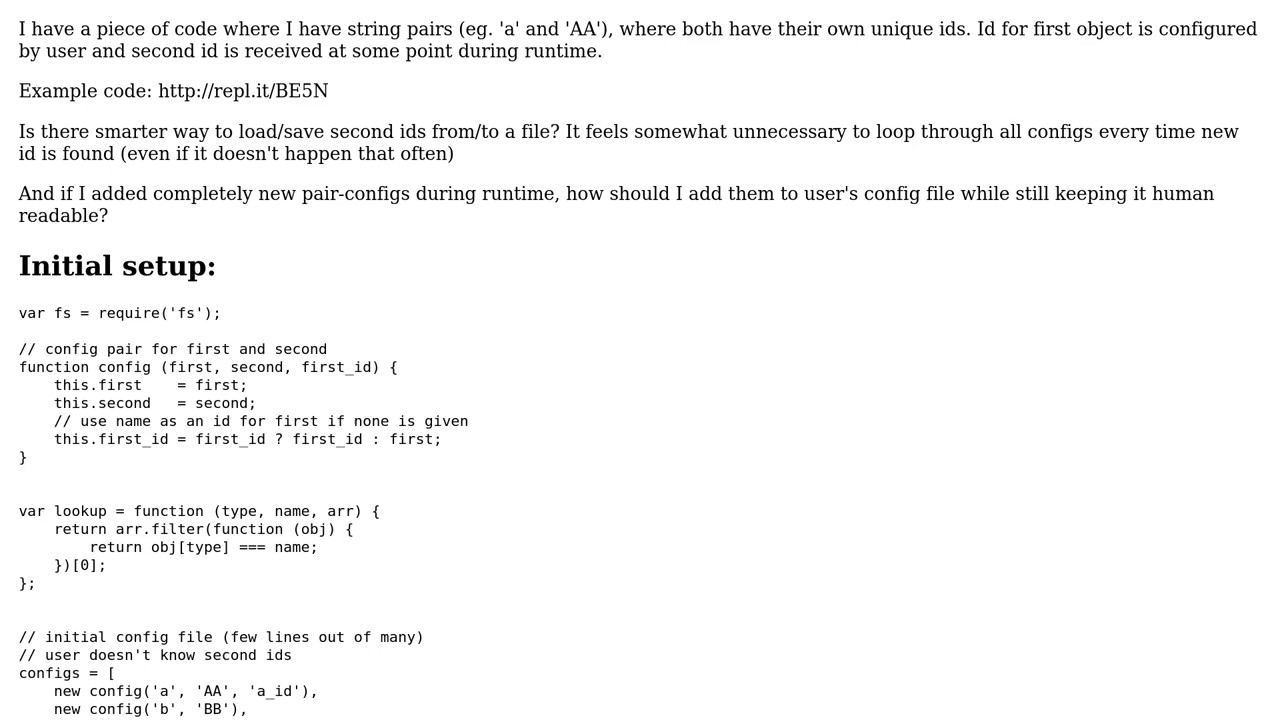 I have a piece of code where I have string pairs (eg. 'a' and 'AA'), where both have their own unique ids. Id for first object is configured
by user and second id is received at some point during runtime.
Example code: http://repl.it/BE5N
Is there smarter way to load/save second ids from/to a file? It feels somewhat unnecessary to loop through all configs every time new
id is found (even if it doesn't happen that often)
And if I added completely new pair-configs during runtime, how should I add them to user's config file while still keeping it human
readable?
Initial setup:
var fs = require('fs');
// config pair for first and second
function config (first, second, first_id) {
    this.first    = first;
    this.second   = second;
    // use name as an id for first if none is given
    this.first_id = first_id ? first_id : first;
}
var lookup = function (type, name, arr) {
    return arr.filter(function (obj) {
        return obj[type] === name;
    })[0];
};
// initial config file (few lines out of many)
// user doesn't know second ids
configs = [
    new config('a', 'AA', 'a_id'),
    new config('b', 'BB'),